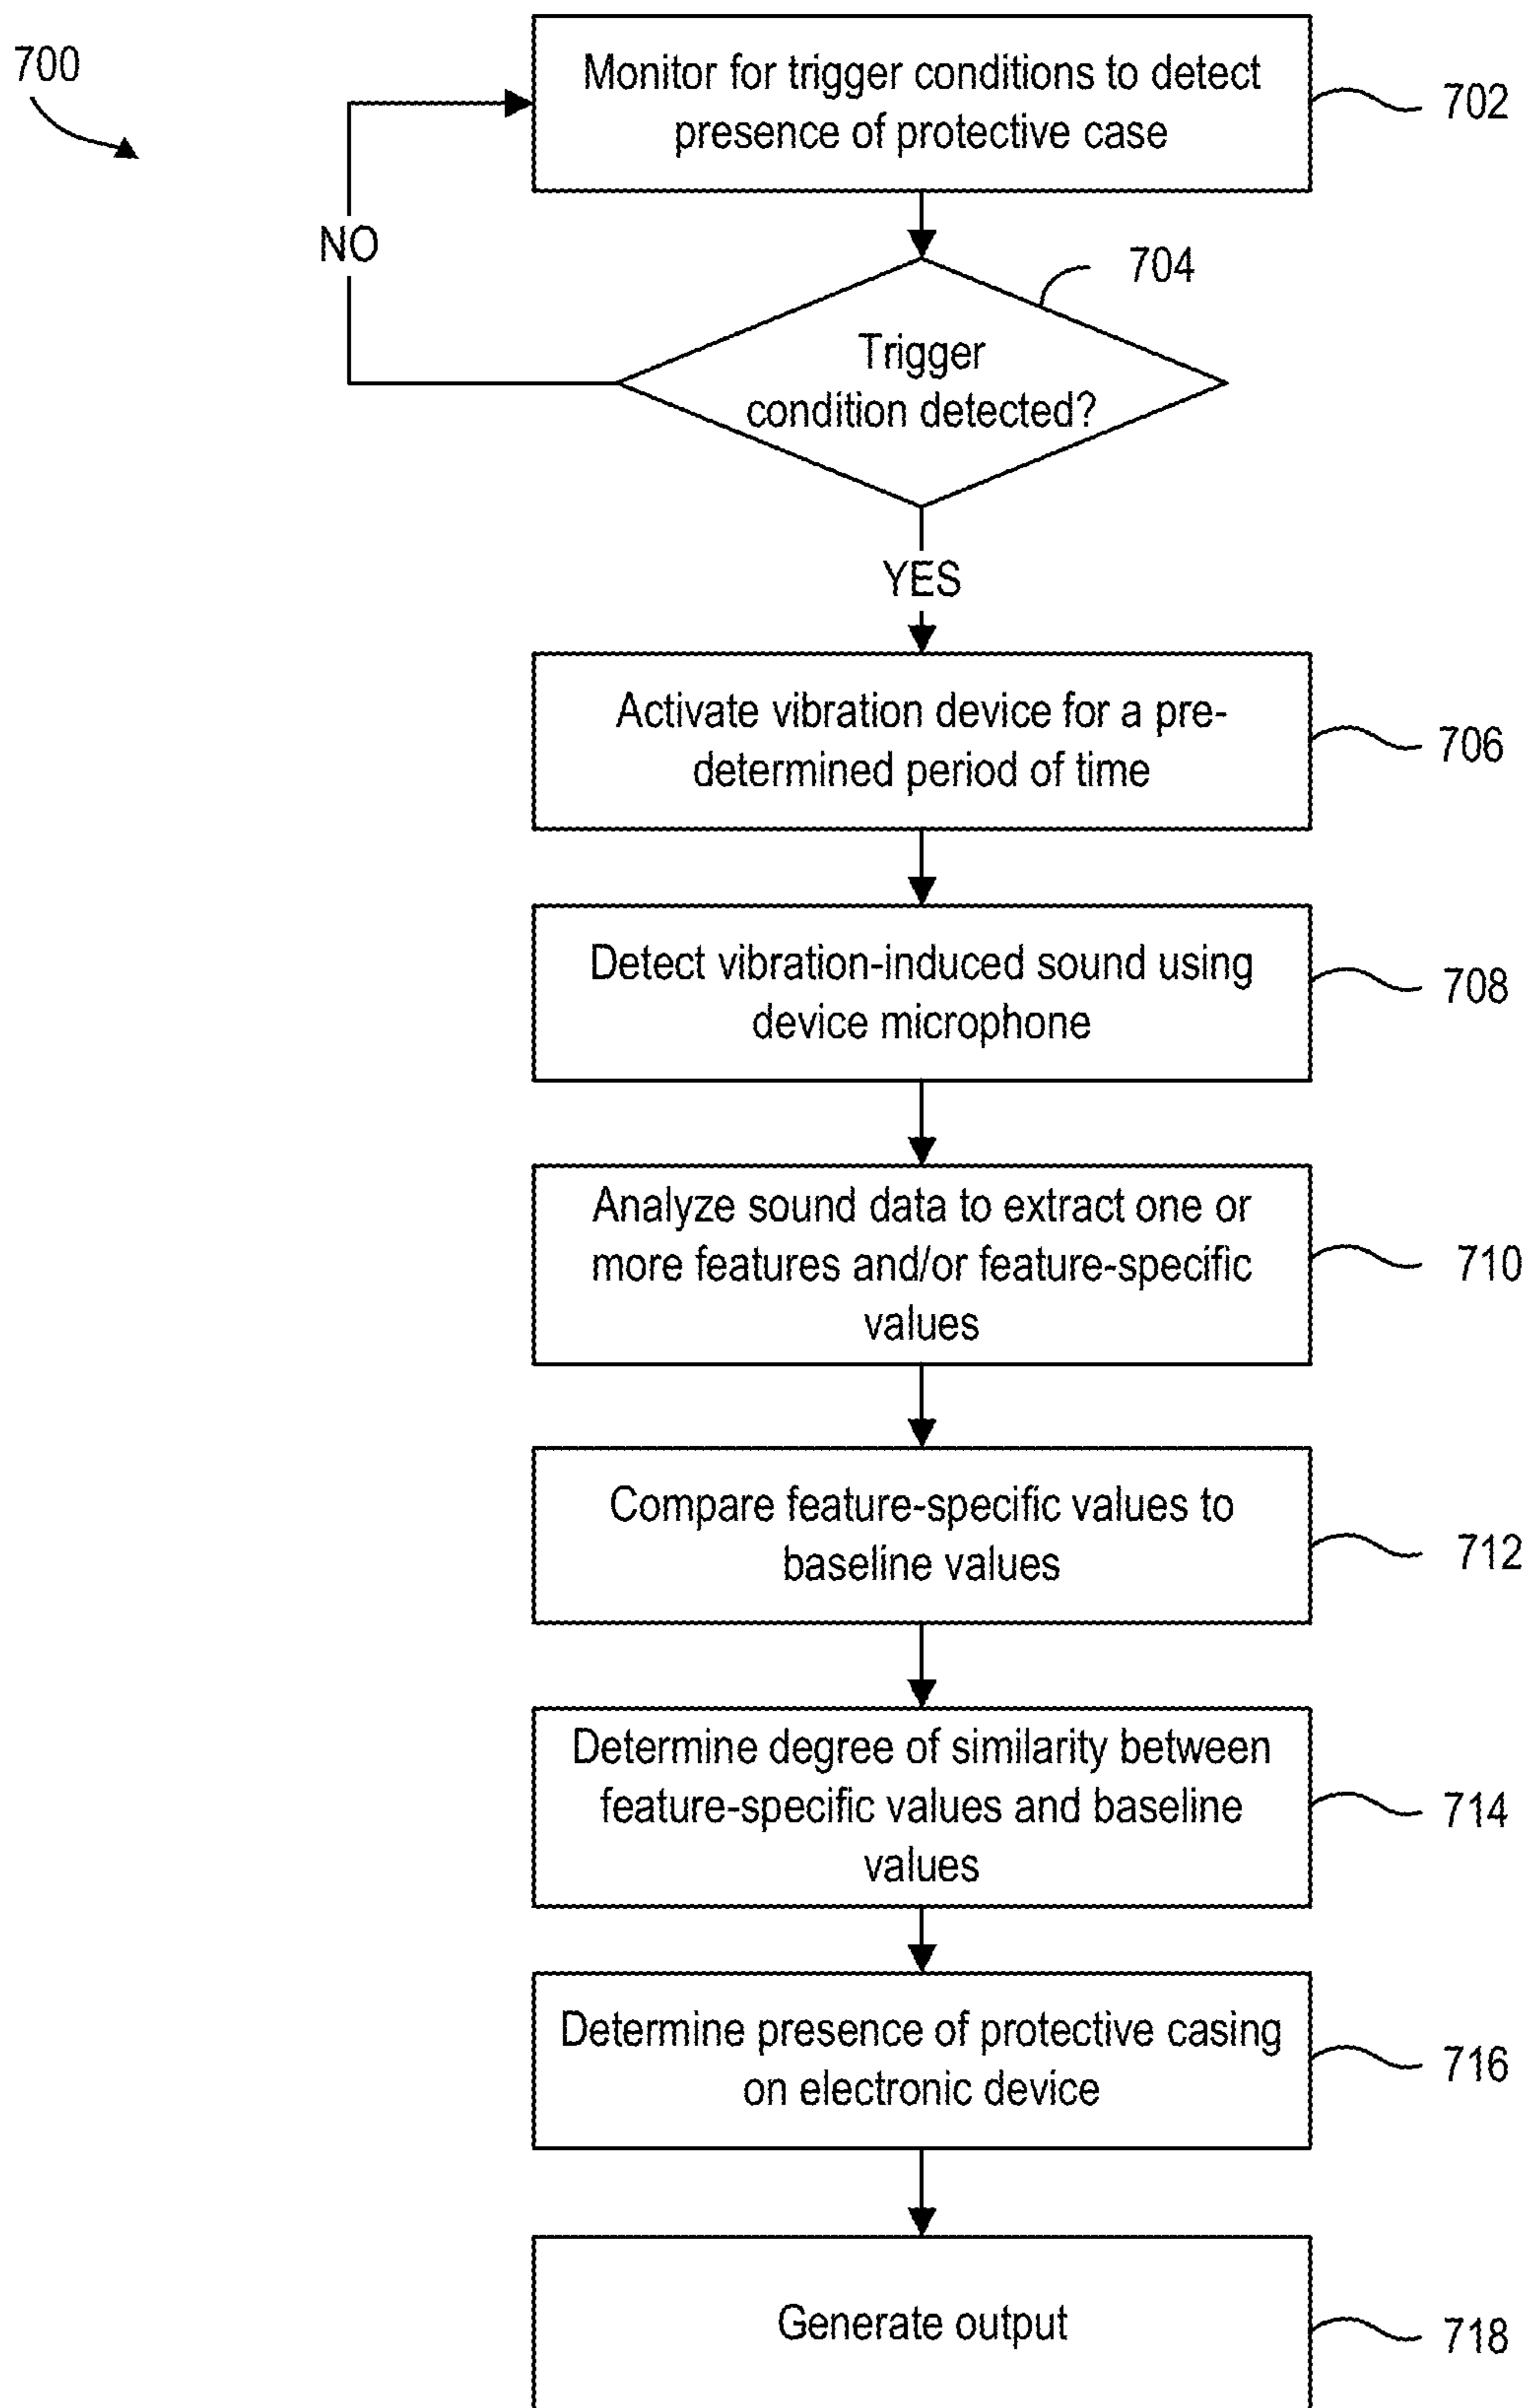 700
Monitor for trigger conditions to detect
presence of protective case
702
NO
704
Trigger
condition detected?
YES
Activate vibration device for a pre-
determined period of time
706
Detect vibration-induced sound using
device microphone
708
Analyze sound data to extract one or
more features and/or feature-specific
values
710
Compare feature-specific values to
baseline values
712
Determine degree of similarity between
feature-specific values and baseline
values
714
Determine presence of protective casing
on electronic device
716
Generate output
718